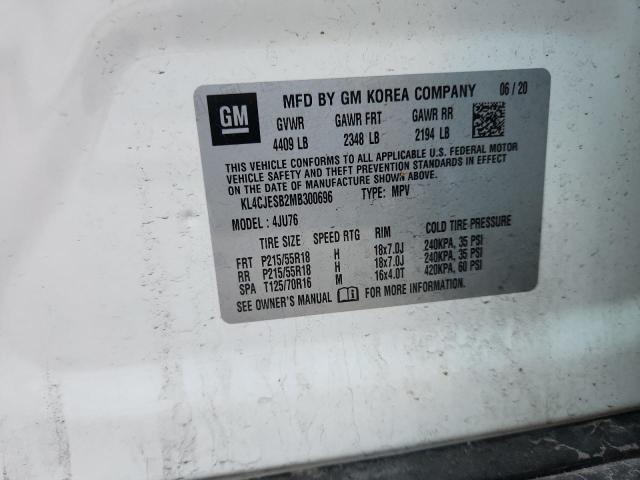 GM
MFD BY GM KOREA COMPANY 06/20
GVWR GAWR FRT GAWR RR
4409 LB 2348 LB 2194 LB
THIS VEHICLE CONFORMS TO ALL APPLICABLE U.S. FEDERAL MOTOR
VEHICLE SAFETY AND THEFT PREVENTION STANDARDS IN EFFECT
ON THE DATE OF MANUFACTURE SHOWN ABOVE.
KL4CJESB2MB300696 TYPE: MPV
MODEL: 4JU76
TIRE SIZE SPEED RTG RIM COLD TIRE PRESSURE
FRT P215/55R18 H 18x7.0J 240KPA, 35 PSI
RR P215/55R18 H 18x7.0J 240KPA, 35 PSI
SPA T125/70R16 M 16x4.0T 420KPA, 60 PSI
SEE OWNER'S MANUAL FOR MORE INFORMATION.